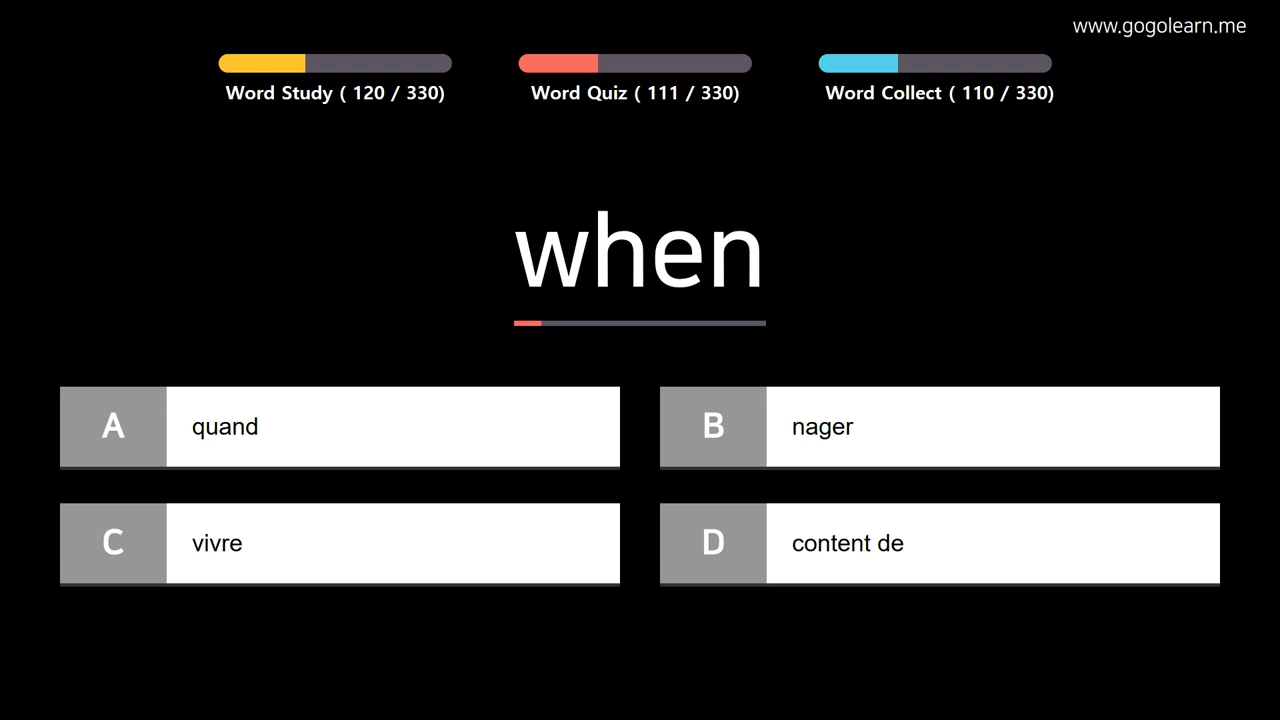 www.gogolearn.me
Word Study ( 120 / 330)
Word Quiz ( 111 / 330)
Word Collect ( 110 / 330)
when
A quand
B nager
C vivre
D content de